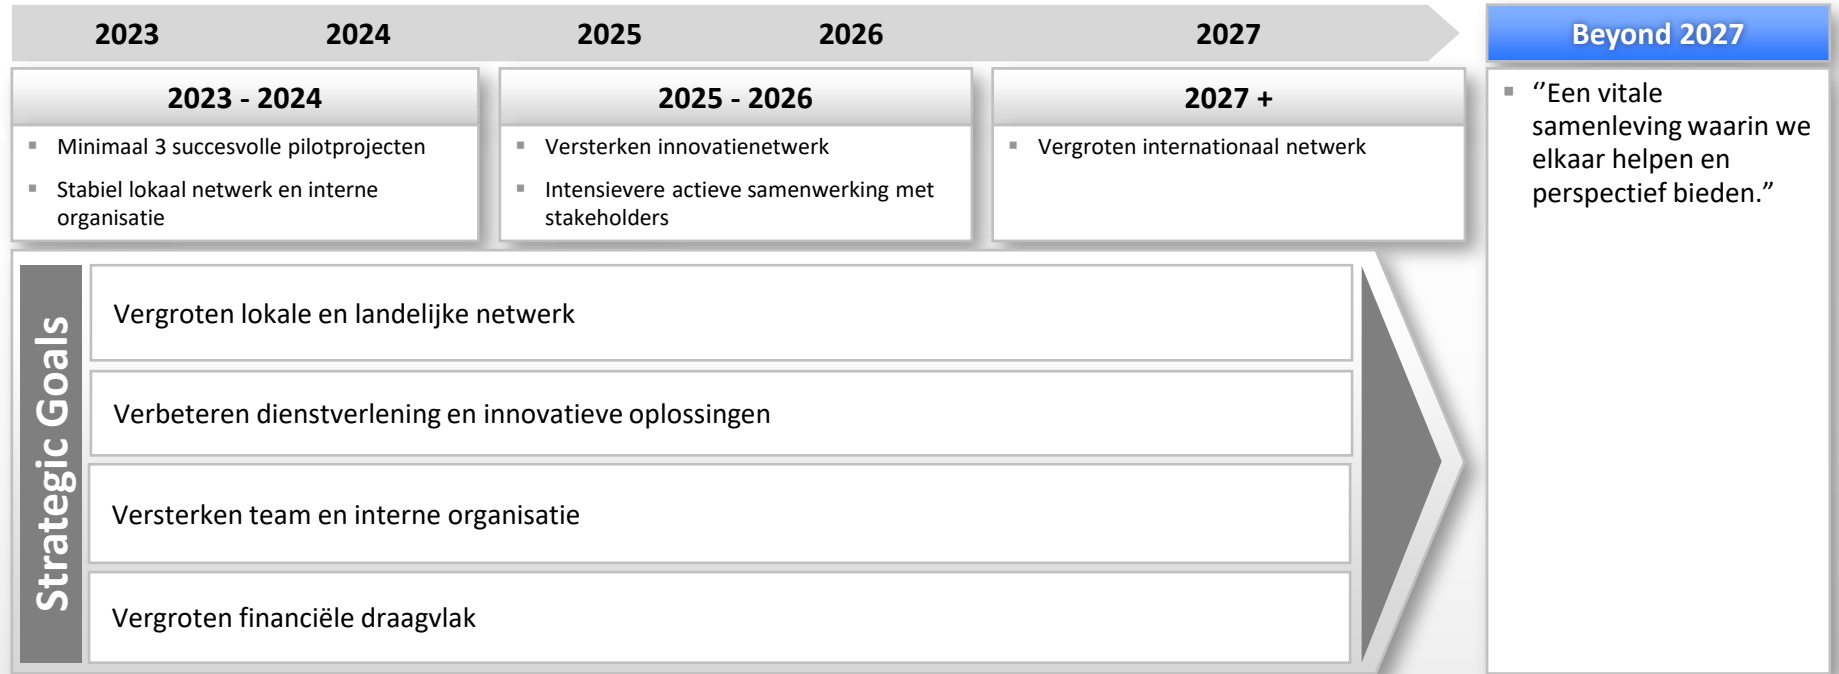 2023 2024 2025 2026 2027
Beyond 2027
2023 - 2024
▪ Minimaal 3 succesvolle pilotprojecten
▪ Stabiel lokaal netwerk en interne
organisatie
2025 - 2026
▪ Versterken innovatienetwerk
▪ Intensievere actieve samenwerking met
stakeholders
2027 +
▪ Vergroten internationaal netwerk
▪ ‘’Een vitale
samenleving waarin we
elkaar helpen en
perspectief bieden.”
Strategic Goals
Vergroten lokale en landelijke netwerk
Verbeteren dienstverlening en innovatieve oplossingen
Versterken team en interne organisatie
Vergroten financiële draagvlak